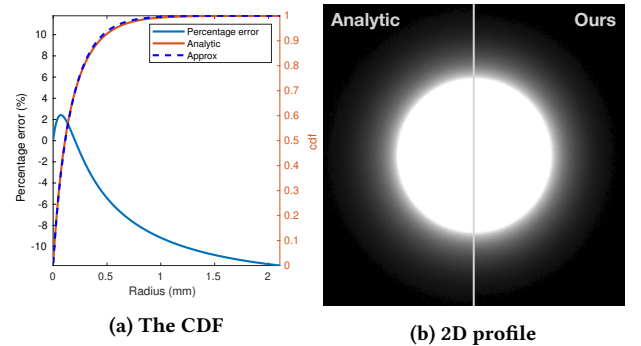 10
8
6
4
2
0
-2
-4
-6
-8
-10
Percentage error (%)
Percentage error
Analytic
Approx
1
0.9
0.8
0.7
0.6
0.5
0.4
0.3
0.2
0.1
0
cdf
0 0.5 1 1.5 2
Radius (mm)
(a) The CDF
Analytic Ours
(b) 2D profile